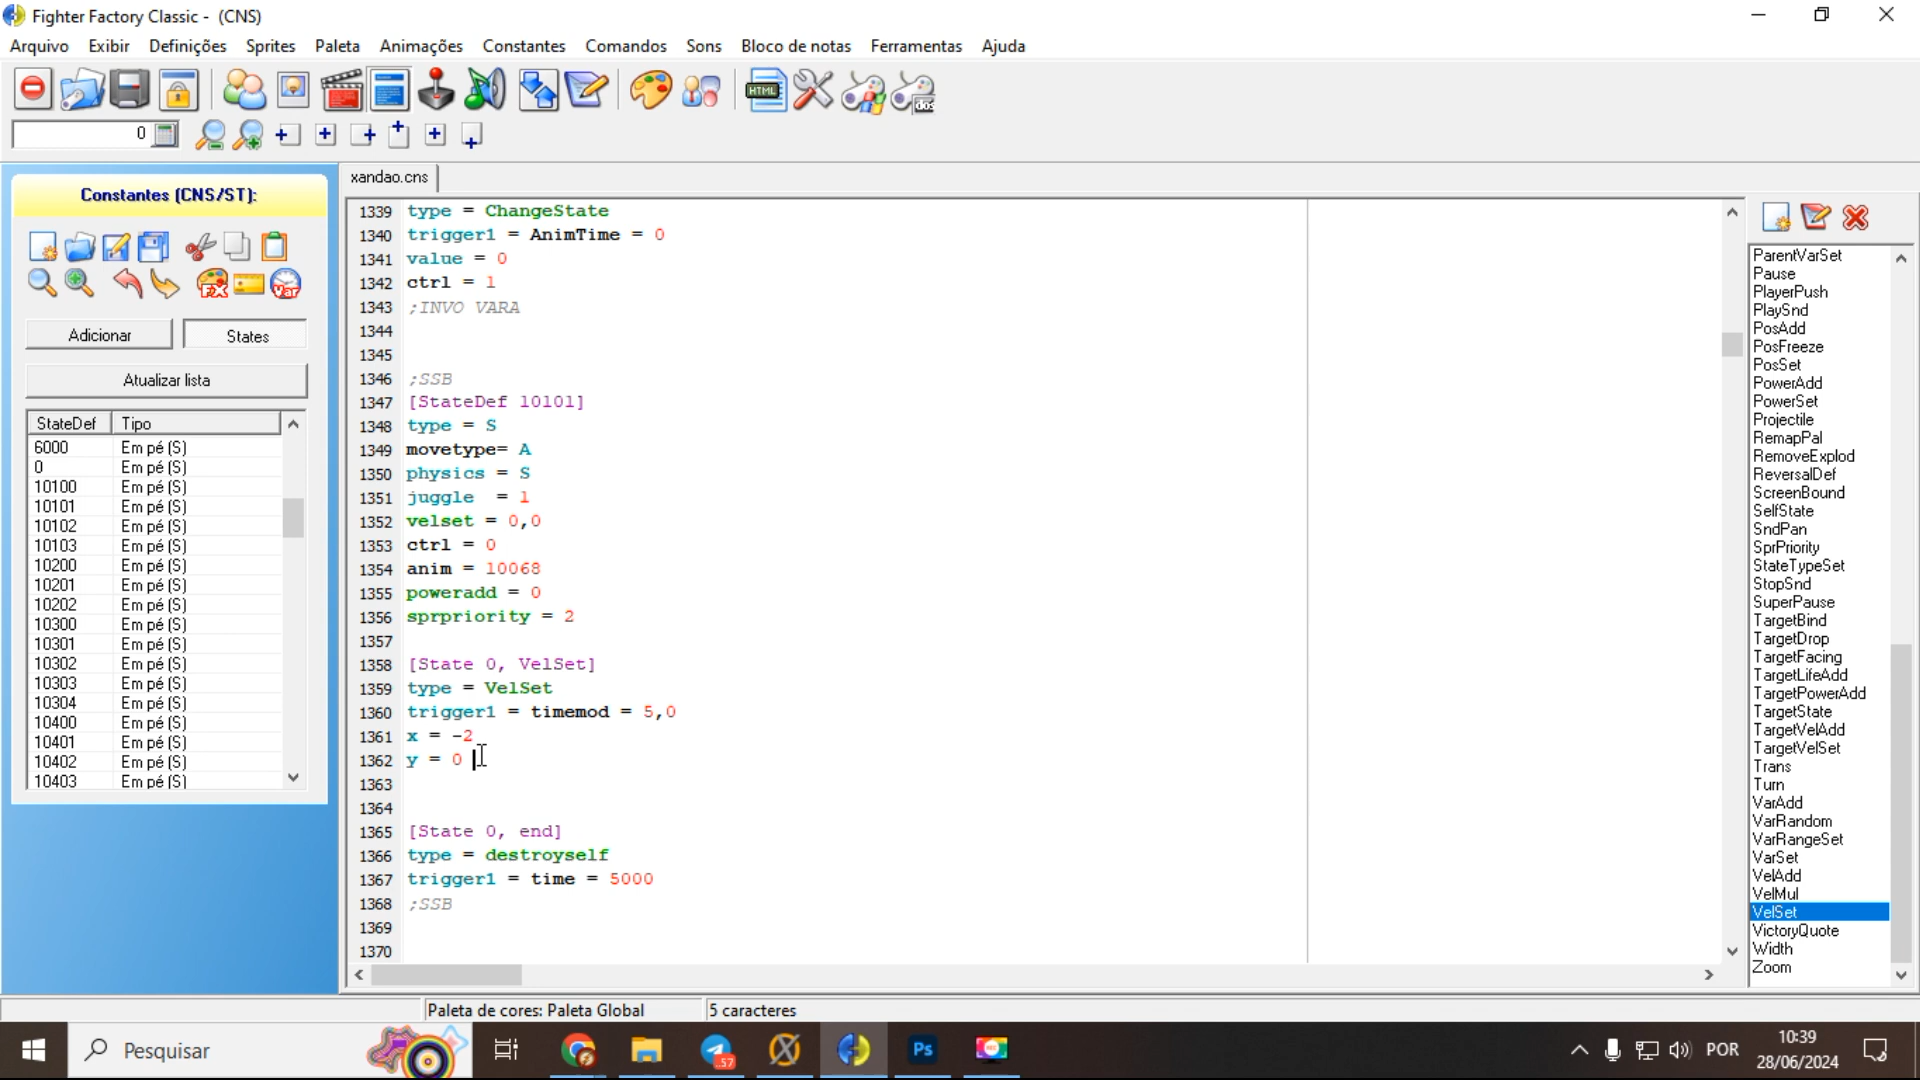 Fighter Factory Classic - (CNS)
Arquivo Exibir Definições Sprites Paleta Animações Constantes Comandos Sons Bloco de notas Ferramentas Ajuda
HTML
dos
0
Constantes (CNS/ST):
FX
Var
Adicionar States
Atualizar lista
StateDef Tipo
6000 Em pé (S)
0 Em pé (S)
10100 Em pé (S)
10101 Em pé (S)
10102 Em pé (S)
10103 Em pé (S)
10200 Em pé (S)
10201 Em pé (S)
10202 Em pé (S)
10300 Em pé (S)
10301 Em pé (S)
10302 Em pé (S)
10303 Em pé (S)
10304 Em pé (S)
10400 Em pé (S)
10401 Em pé (S)
10402 Em pé (S)
10403 Em pé (S)
xandao.cns
1339 type = ChangeState
1340 trigger1 = AnimTime = 0
1341 value = 0
1342 ctrl = 1
1343 ;INVO VARA
1344
1345
1346 ;SSB
1347 [StateDef 10101]
1348 type = S
1349 movetype= A
1350 physics = S
1351 juggle  = 1
1352 velset = 0,0
1353 ctrl = 0
1354 anim = 10068
1355 poweradd = 0
1356 sprpriority = 2
1357
1358 [State 0, VelSet]
1359 type = VelSet
1360 trigger1 = timemod = 5,0
1361 x = -2
1362 y = 0
1363
1364
1365 [State 0, end]
1366 type = destroyself
1367 trigger1 = time = 5000
1368 ;SSB
1369
1370
ParentVarSet
Pause
PlayerPush
PlaySnd
PosAdd
PosFreeze
PosSet
PowerAdd
PowerSet
Projectile
RemapPal
RemoveExplod
ReversalDef
ScreenBound
SelfState
SndPan
SprPriority
StateTypeSet
StopSnd
SuperPause
TargetBind
TargetDrop
TargetFacing
TargetLifeAdd
TargetPowerAdd
TargetState
TargetVelAdd
TargetVelSet
Trans
Turn
VarAdd
VarRandom
VarRangeSet
VarSet
VelAdd
VelMul
VelSet
VictoryQuote
Width
Zoom
Paleta de cores: Paleta Global 5 caracteres
Pesquisar
57
Ps
POR
10:39
28/06/2024